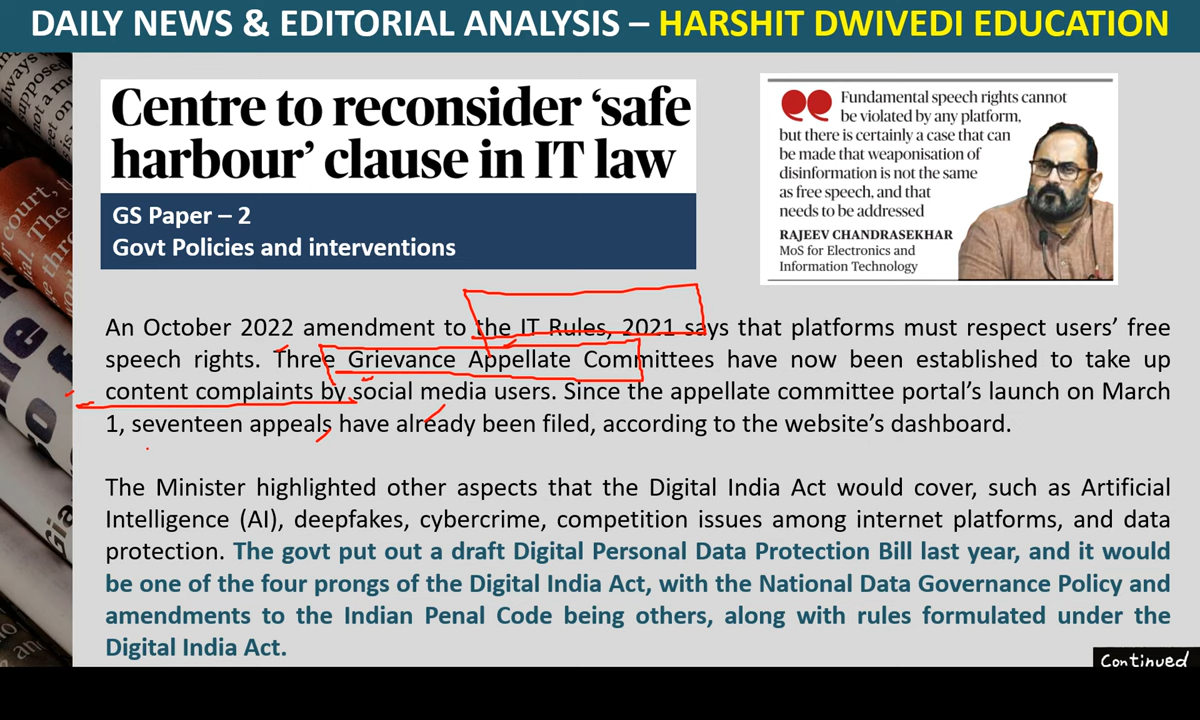 DAILY NEWS & EDITORIAL ANALYSIS – HARSHIT DWIVEDI EDUCATION
Centre to reconsider ‘safe
harbour’ clause in IT law
GS Paper – 2
Govt Policies and interventions
Fundamental speech rights cannot
be violated by any platform,
but there is certainly a case that can
be made that weaponisation of
disinformation is not the same
as free speech, and that
needs to be addressed
RAJEEV CHANDRASEKHAR
MoS for Electronics and
Information Technology
An October 2022 amendment to the IT Rules, 2021 says that platforms must respect users’ free
speech rights. Three Grievance Appellate Committees have now been established to take up
content complaints by social media users. Since the appellate committee portal’s launch on March
1, seventeen appeals have already been filed, according to the website’s dashboard.
The Minister highlighted other aspects that the Digital India Act would cover, such as Artificial
Intelligence (AI), deepfakes, cybercrime, competition issues among internet platforms, and data
protection. The govt put out a draft Digital Personal Data Protection Bill last year, and it would
be one of the four prongs of the Digital India Act, with the National Data Governance Policy and
amendments to the Indian Penal Code being others, along with rules formulated under the
Digital India Act.
Continued